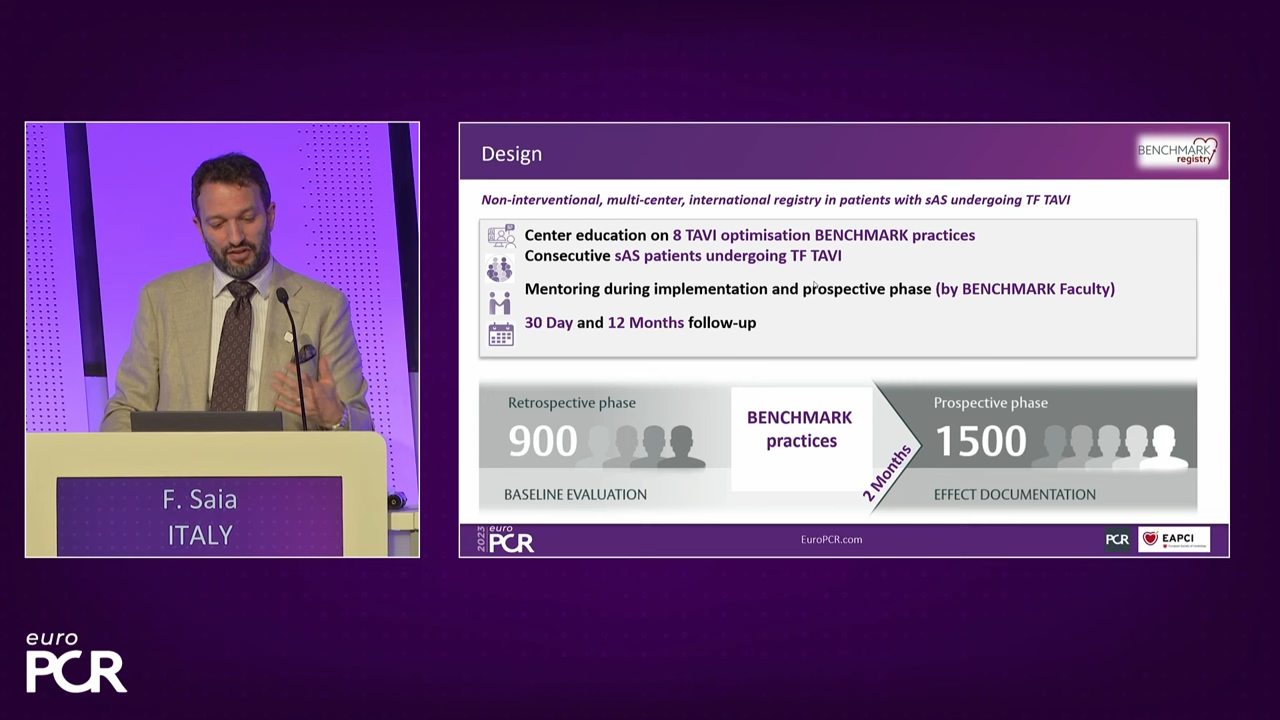 F. Saia
ITALY
euro
PCR
Design
BENCHMARK
registry
Non-interventional, multi-center, international registry in patients with sAS undergoing TF TAVI
Center education on 8 TAVI optimisation BENCHMARK practices
Consecutive sAS patients undergoing TF TAVI
Mentoring during implementation and prospective phase (by BENCHMARK Faculty)
30 Day and 12 Months follow-up
Retrospective phase
900
BASELINE EVALUATION
BENCHMARK
practices
2 Months
Prospective phase
1500
EFFECT DOCUMENTATION
2023
euro
PCR
EuroPCR.com
PCR
EAPCI